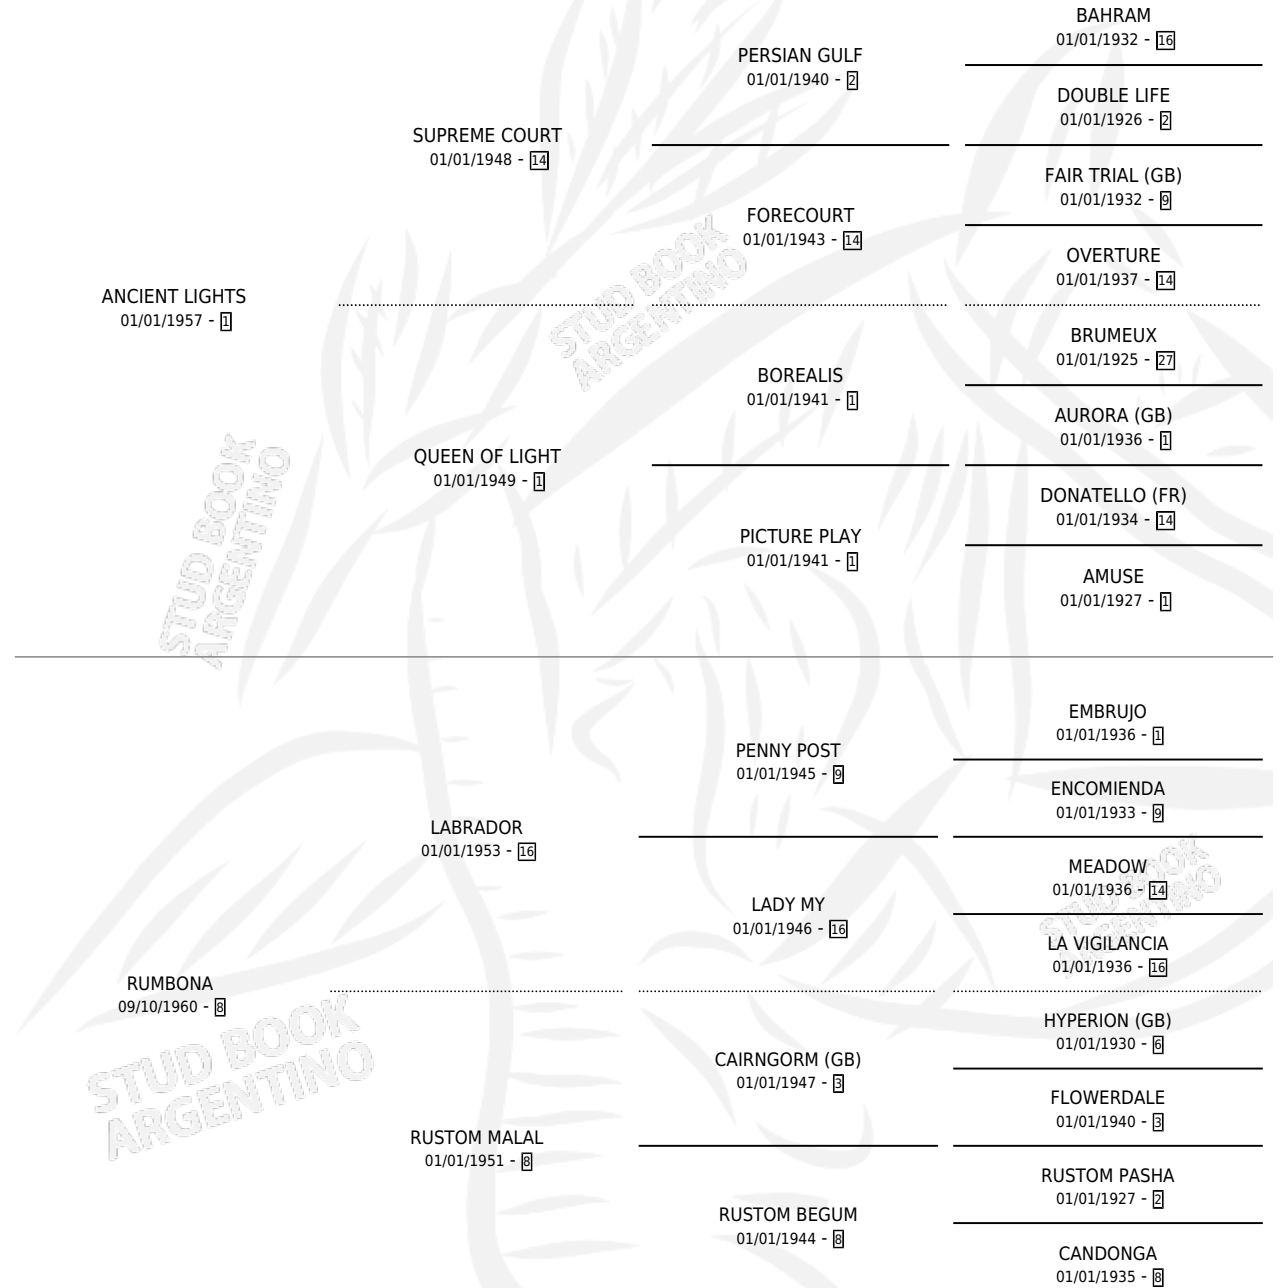 BAHRAM
01/01/1932 - 16
PERSIAN GULF
01/01/1940 - 2
DOUBLE LIFE
01/01/1926 - 2
SUPREME COURT
01/01/1948 - 14
FAIR TRIAL (GB)
01/01/1932 - 9
FORECOURT
01/01/1943 - 14
OVERTURE
01/01/1937 - 14
ANCIENT LIGHTS
01/01/1957 - 1
BRUMEUX
01/01/1925 - 27
BOREALIS
01/01/1941 - 1
AURORA (GB)
01/01/1936 - 1
QUEEN OF LIGHT
01/01/1949 - 1
DONATELLO (FR)
01/01/1934 - 14
PICTURE PLAY
01/01/1941 - 1
AMUSE
01/01/1927 - 1
EMBRUJO
01/01/1936 - 1
PENNY POST
01/01/1945 - 9
ENCOMIENDA
01/01/1933 - 9
LABRADOR
01/01/1953 - 16
MEADOW
01/01/1936 - 14
LADY MY
01/01/1946 - 16
LA VIGILANCIA
01/01/1936 - 16
RUMBONA
09/10/1960 - 8
HYPERION (GB)
01/01/1930 - 6
CAIRNGORM (GB)
01/01/1947 - 3
FLOWERDALE
01/01/1940 - 3
RUSTOM MALAL
01/01/1951 - 8
RUSTOM PASHA
01/01/1927 - 2
RUSTOM BEGUM
01/01/1944 - 8
CANDONGA
01/01/1935 - 8
STUD BOOK
ARGENTINO
STUD BOOK
ARGENTINO
STUD BOOK
ARGENTINO
STUD BOOK
ARGENTINO